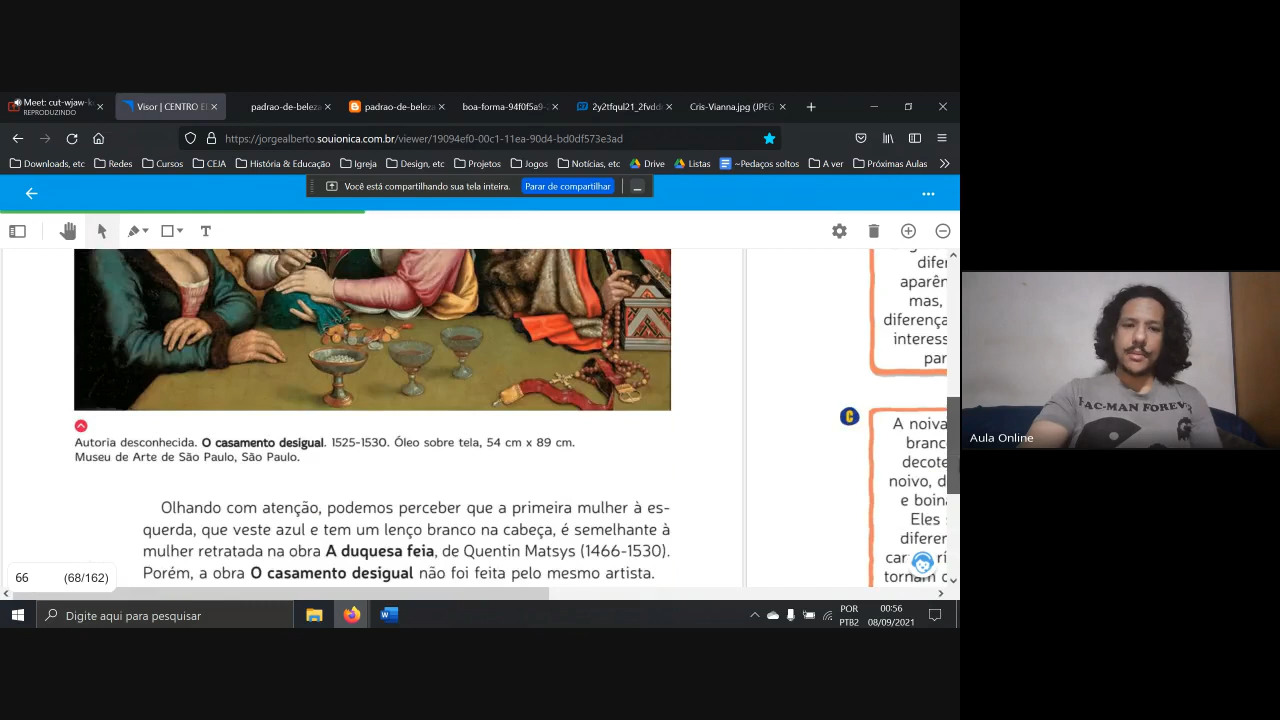 Meet: cut-wjaw-k
REPRODUZINDO
Visor | CENTRO E
padrao-de-beleza
padrao-de-beleza.
boa-forma-94f0f5a9-2
2y2tfqul21_2fvdd
Cris-Vianna.jpg (JPEG
https://jorgealberto.souionica.com.br/viewer/19094ef0-00c1-11ea-90d4-bd0df573e3ad
Downloads, etc
Redes
Cursos
CEJA
História & Educação
Igreja
Design, etc
Projetos
Jogos
Notícias, etc
Drive
Listas
~Pedaços soltos
A ver
Próximas Aulas
Você está compartilhando sua tela inteira.
Parar de compartilhar
T
Autoria desconhecida. O casamento desigual. 1525-1530. Óleo sobre tela, 54 cm x 89 cm.
Museu de Arte de São Paulo, São Paulo.
Olhando com atenção, podemos perceber que a primeira mulher à es-
querda, que veste azul e tem um lenço branco na cabeça, é semelhante à
mulher retratada na obra A duquesa feia, de Quentin Matsys (1466-1530).
Porém, a obra O casamento desigual não foi feita pelo mesmo artista.
difer
aparên
mas,
diferença
interess
par
C
A noiva
branc
decote
noivo, d
e boina
Eles s
diferen
car
tornam c
66 (68/162)
Digite aqui para pesquisar
POR
PTB2
00:56
08/09/2021
PAC-MAN FOREVER
Aula Online